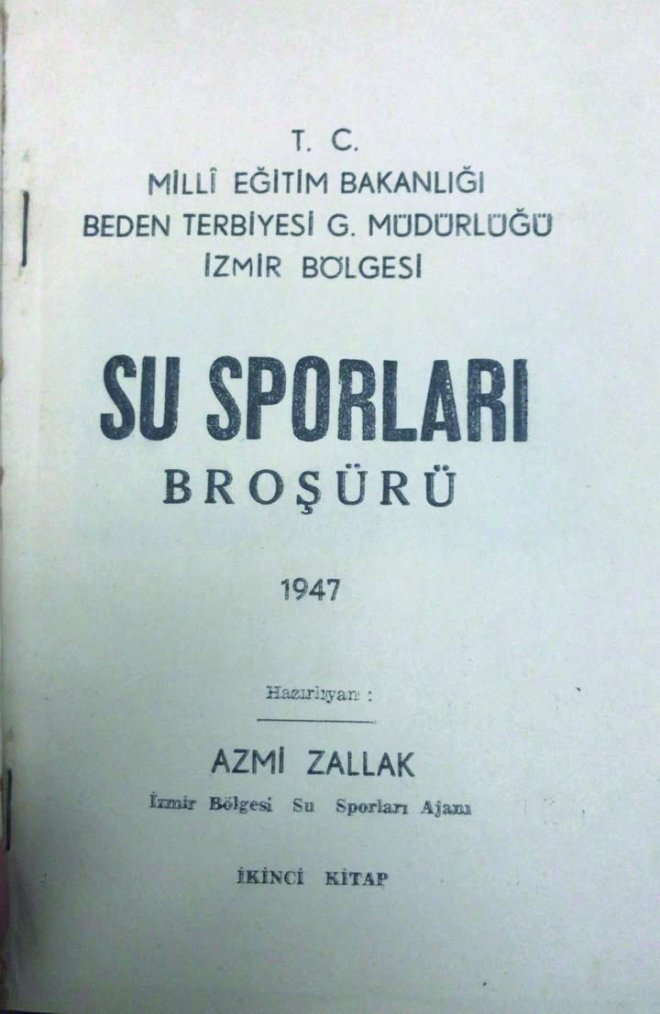 T. C.
MİLLÎ EĞİTİM BAKANLIĞI
BEDEN TERBİYESİ G. MÜDÜRLÜĞÜ
İZMİR BÖLGESİ
SU SPORLARI
BROŞÜRÜ
1947
Hazırlıyan :
AZMİ ZALLAK
İzmir Bölgesi Su Sporları Ajanı
İKİNCİ KİTAP